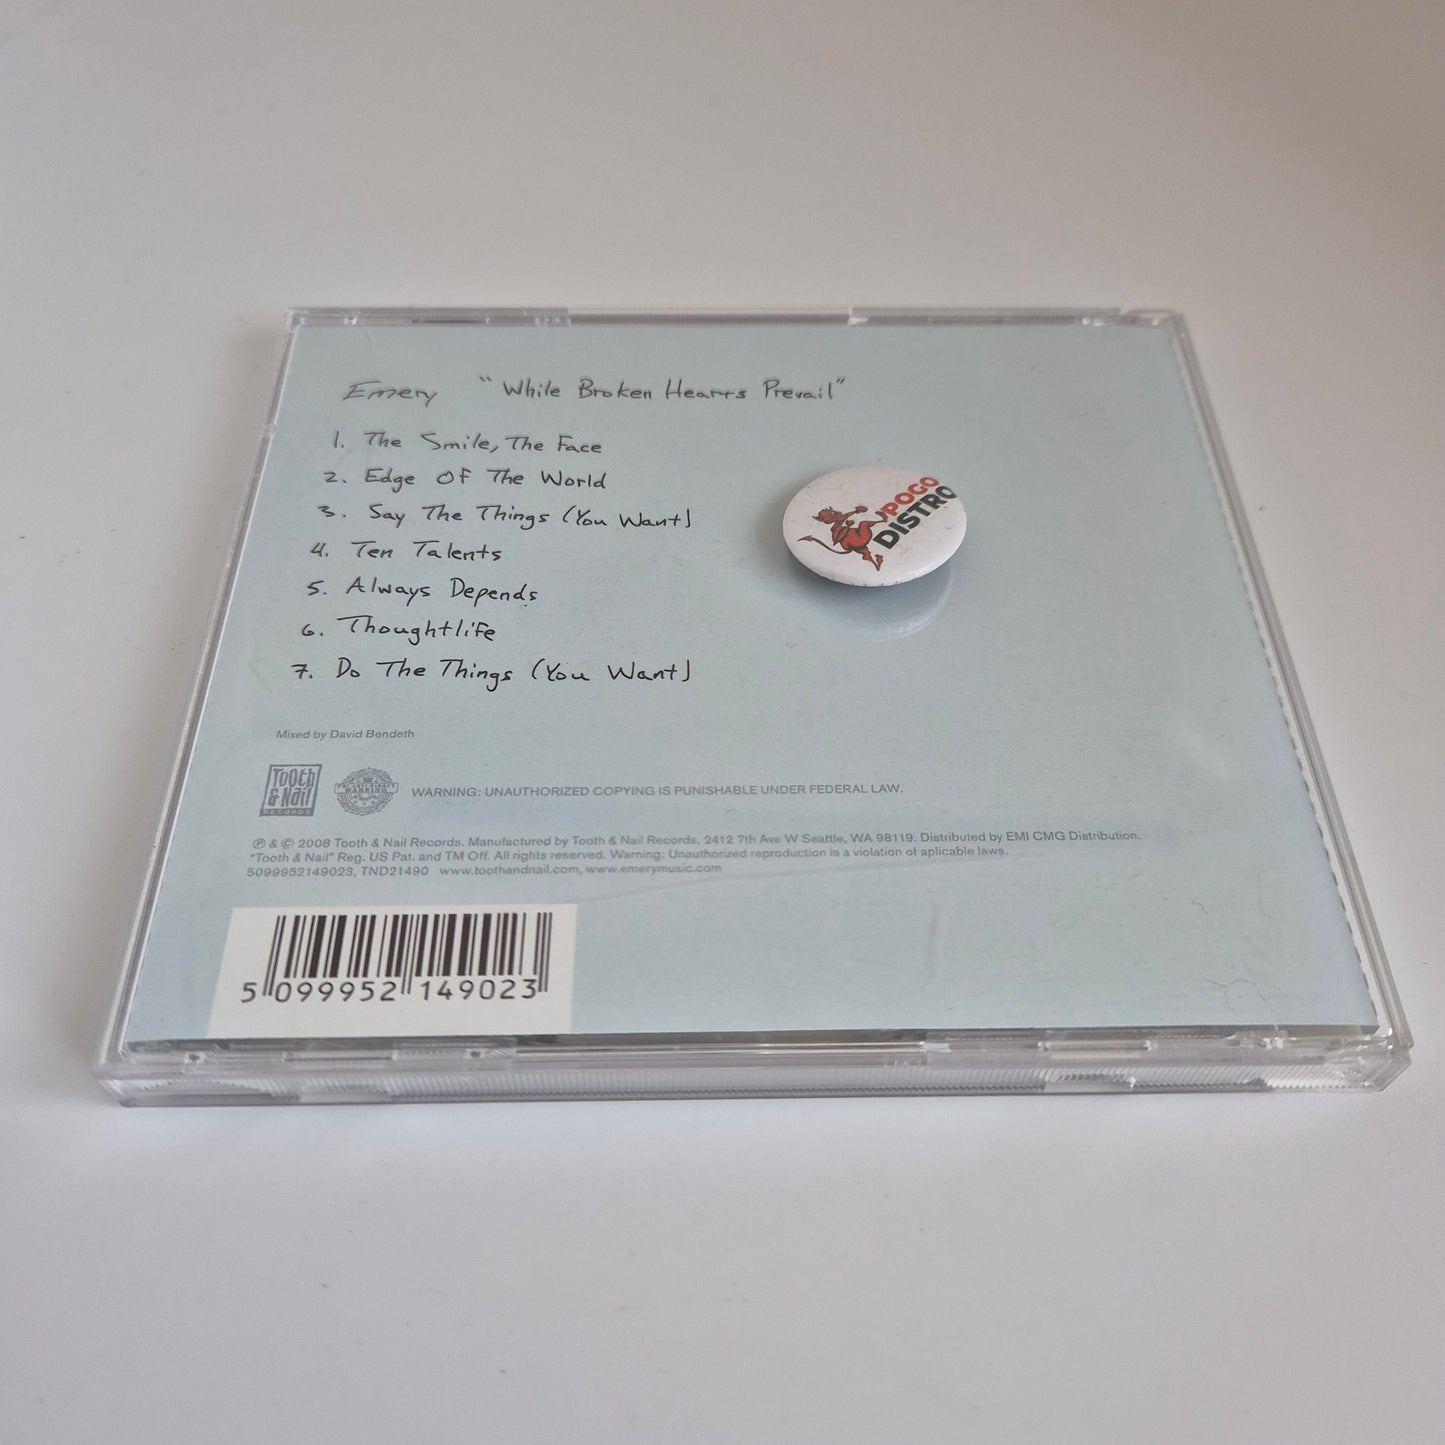 Emery "While Broken Hearts Prevail"
1. The Smile, The Face
2. Edge Of The World
3. Say The Things (You Want)
4. Ten Talents
5. Always Depends
6. Thoughtlife
7. Do The Things (You Want)
POGO
DISTRO
Mixed by David Bendeth
Tooth
& Nail
RECORDS
WARNING
WARNING: UNAUTHORIZED COPYING IS PUNISHABLE UNDER FEDERAL LAW.
℗ & © 2008 Tooth & Nail Records. Manufactured by Tooth & Nail Records, 2412 7th Ave W Seattle, WA 98119. Distributed by EMI CMG Distribution.
"Tooth & Nail" Reg. US Pat. and TM Off. All rights reserved. Warning: Unauthorized reproduction is a violation of aplicable laws.
5099952149023, TND21490 www.toothandnail.com, www.emerymusic.com
5 099952 149023